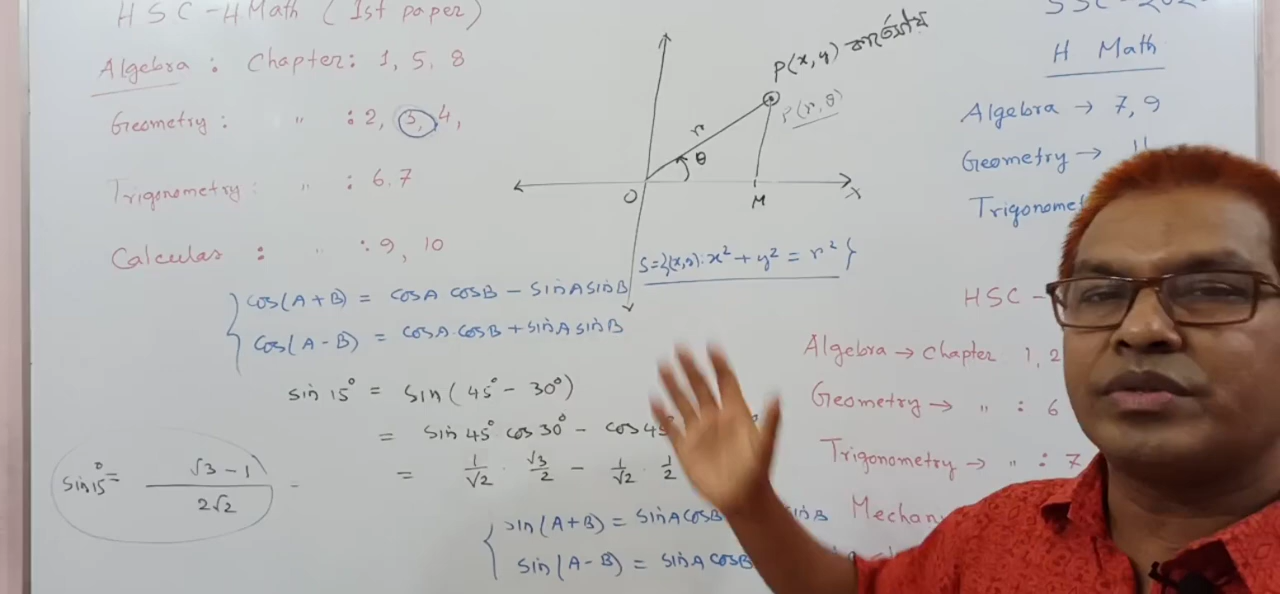 HSC-HMath (1st paper)
Algebra : Chapter: 1, 5, 8
Geometry : " : 2, 3, 4,
Trigonometry : " : 6.7
Calculas : " : 9, 10
P(x, y) কার্তেসীয়
P(r, θ)
r
θ
O
M
X
S={(x,y):x² + y² = r²}
cos(A+B) = cosA cosB - sinA sinB
cos(A-B) = cosA.cosB + sinA sinB
sin 15° = sin(45° - 30°)
= sin 45° cos 30° - cos 45°
= 1/√2 . √3/2 - 1/√2 . 1/2
sin 15° = √3-1 / 2√2 =
sin(A+B) = sinA cosB sinB
sin(A-B) = sinA cosB
H Math
Algebra → 7, 9
Geometry → 11
Trigonomet
HSC -
Algebra → Chapter 1, 2
Geometry → " : 6
Trigonometry → " : 7
Mechan